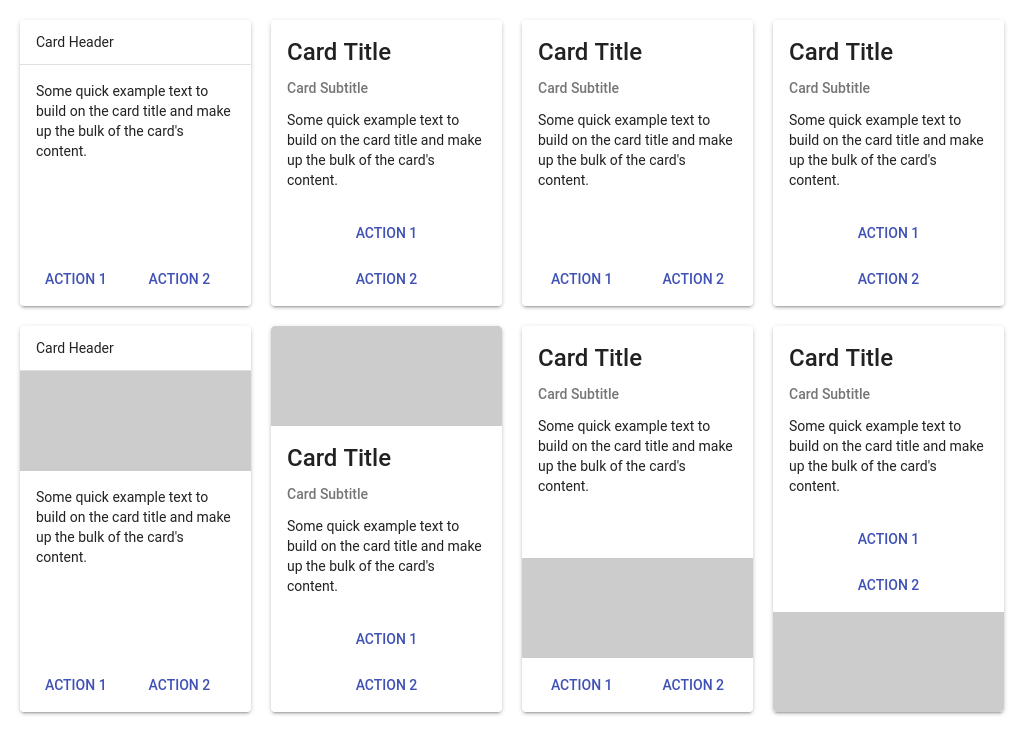 Card Header
Some quick example text to
build on the card title and make
up the bulk of the card's
content.
ACTION 1
ACTION 2
Card Title
Card Subtitle
Some quick example text to
build on the card title and make
up the bulk of the card's
content.
ACTION 1
ACTION 2
Card Title
Card Subtitle
Some quick example text to
build on the card title and make
up the bulk of the card's
content.
ACTION 1
ACTION 2
Card Title
Card Subtitle
Some quick example text to
build on the card title and make
up the bulk of the card's
content.
ACTION 1
ACTION 2
Card Header
Some quick example text to
build on the card title and make
up the bulk of the card's
content.
ACTION 1
ACTION 2
Card Title
Card Subtitle
Some quick example text to
build on the card title and make
up the bulk of the card's
content.
ACTION 1
ACTION 2
Card Title
Card Subtitle
Some quick example text to
build on the card title and make
up the bulk of the card's
content.
ACTION 1
ACTION 2
Card Title
Card Subtitle
Some quick example text to
build on the card title and make
up the bulk of the card's
content.
ACTION 1
ACTION 2